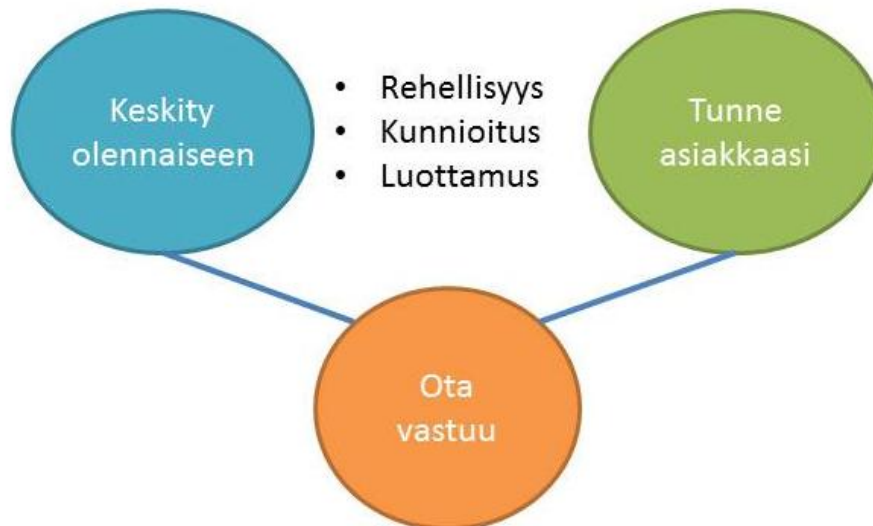 Keskity
olennaiseen
• Rehellisyys
• Kunnioitus
• Luottamus
Tunne
asiakkaasi
Ota
vastuu